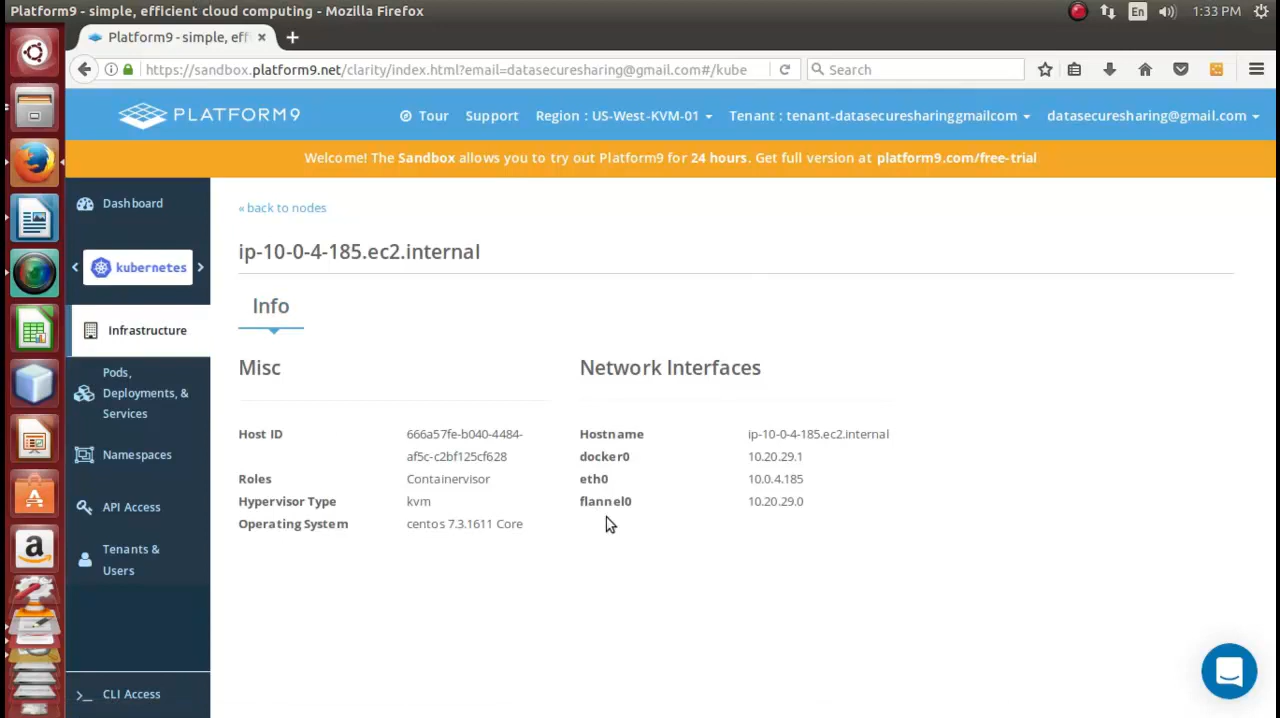 Platform9 - simple, efficient cloud computing - Mozilla Firefox
En
1:33 PM
Platform9 - simple, eff
https://sandbox.platform9.net/clarity/index.html?email=datasecuresharing@gmail.com#/kube
Search
PLATFORM9
Tour
Support
Region : US-West-KVM-01
Tenant : tenant-datasecuresharinggmailcom
datasecuresharing@gmail.com
Welcome! The Sandbox allows you to try out Platform9 for 24 hours. Get full version at platform9.com/free-trial
Dashboard
kubernetes
Infrastructure
Pods,
Deployments, &
Services
Namespaces
API Access
Tenants &
Users
CLI Access
« back to nodes
ip-10-0-4-185.ec2.internal
Info
Misc
Host ID 666a57fe-b040-4484-
af5c-c2bf125cf628
Roles Containervisor
Hypervisor Type kvm
Operating System centos 7.3.1611 Core
Network Interfaces
Hostname ip-10-0-4-185.ec2.internal
docker0 10.20.29.1
eth0 10.0.4.185
flannel0 10.20.29.0